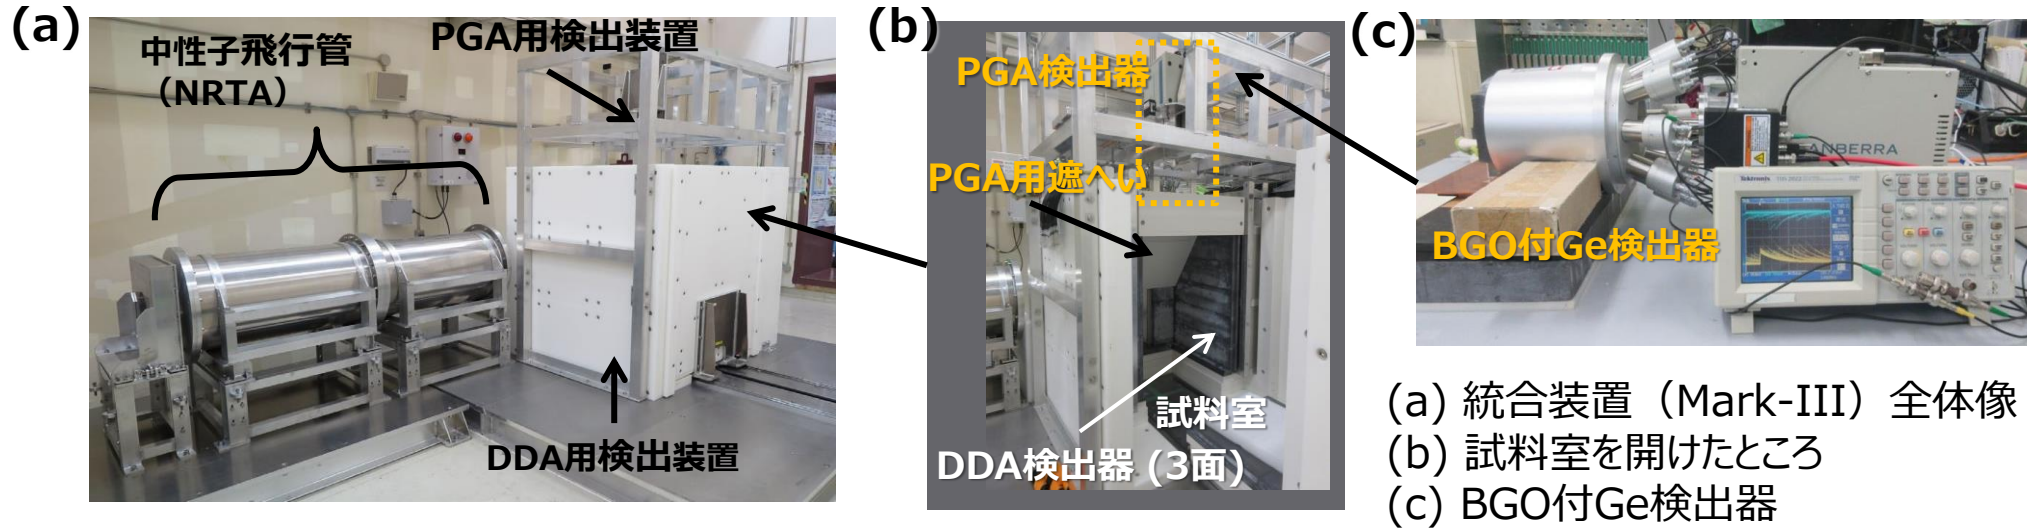 (a)
中性子飛行管
（NRTA）
PGA用検出装置
DDA用検出装置
(b)
PGA検出器
PGA用遮へい
試料室
DDA検出器 (3面)
(c)
ANBERRA
Tektronix
BGO付Ge検出器
(a) 統合装置（Mark-III）全体像
(b) 試料室を開けたところ
(c) BGO付Ge検出器